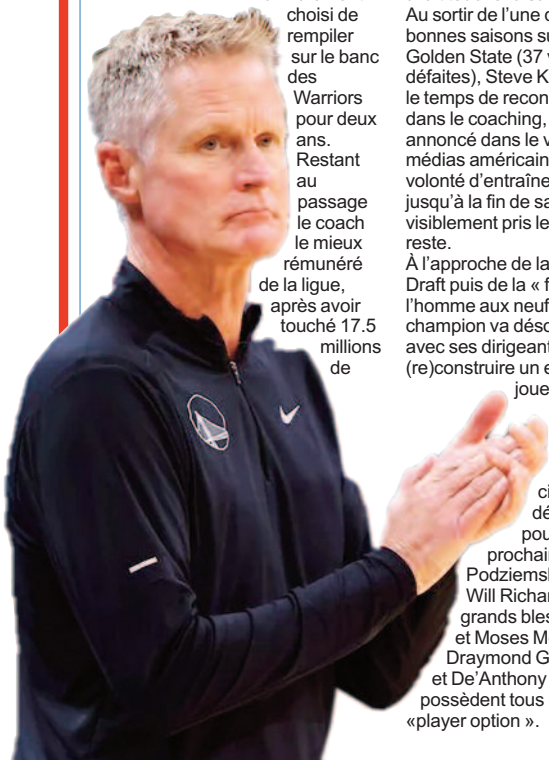 choisi de
rempiler
sur le banc
des
Warriors
pour deux
ans.
Restant
au
passage
le coach
le mieux
rémunéré
de la ligue,
après avoir
touché 17.5
millions
de
Au sortir de l'une d
bonnes saisons su
Golden State (37 v
défaites), Steve K
le temps de recon
dans le coaching,
annoncé dans le v
médias américain
volonté d'entraîne
jusqu'à la fin de sa
visiblement pris le
reste.
À l'approche de la
Draft puis de la « f
l'homme aux neuf
champion va déso
avec ses dirigeant
(re)construire un e
joue
ci
dé
pou
prochai
Podziems
Will Richar
grands bles
et Moses M
Draymond G
et De'Anthony
possèdent tous
«player option ».